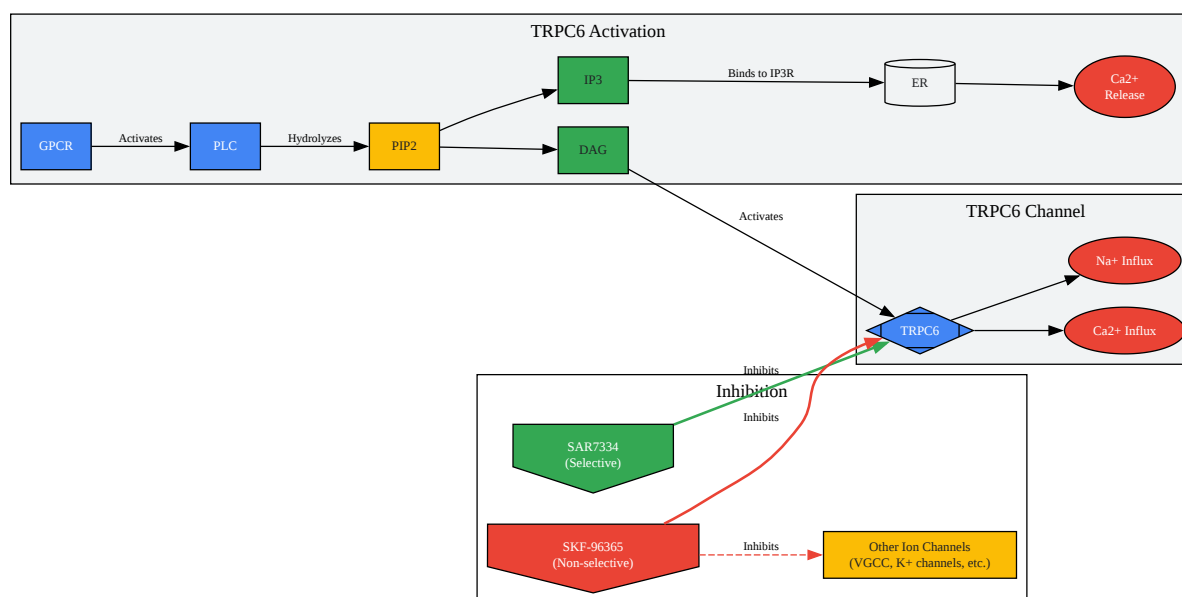 TRPC6 Activation
IP3
Binds to IP3R
ER
Ca2+
Release
GPCR
Activates
PLC
Hydrolyzes
PIP2
DAG
Activates
TRPC6 Channel
Na+ Influx
TRPC6
Ca2+ Influx
Inhibits
Inhibition
Inhibits
SAR7334
(Selective)
SKF-96365
(Non-selective)
Inhibits
Other Ion Channels
(VGCC, K+ channels, etc.)